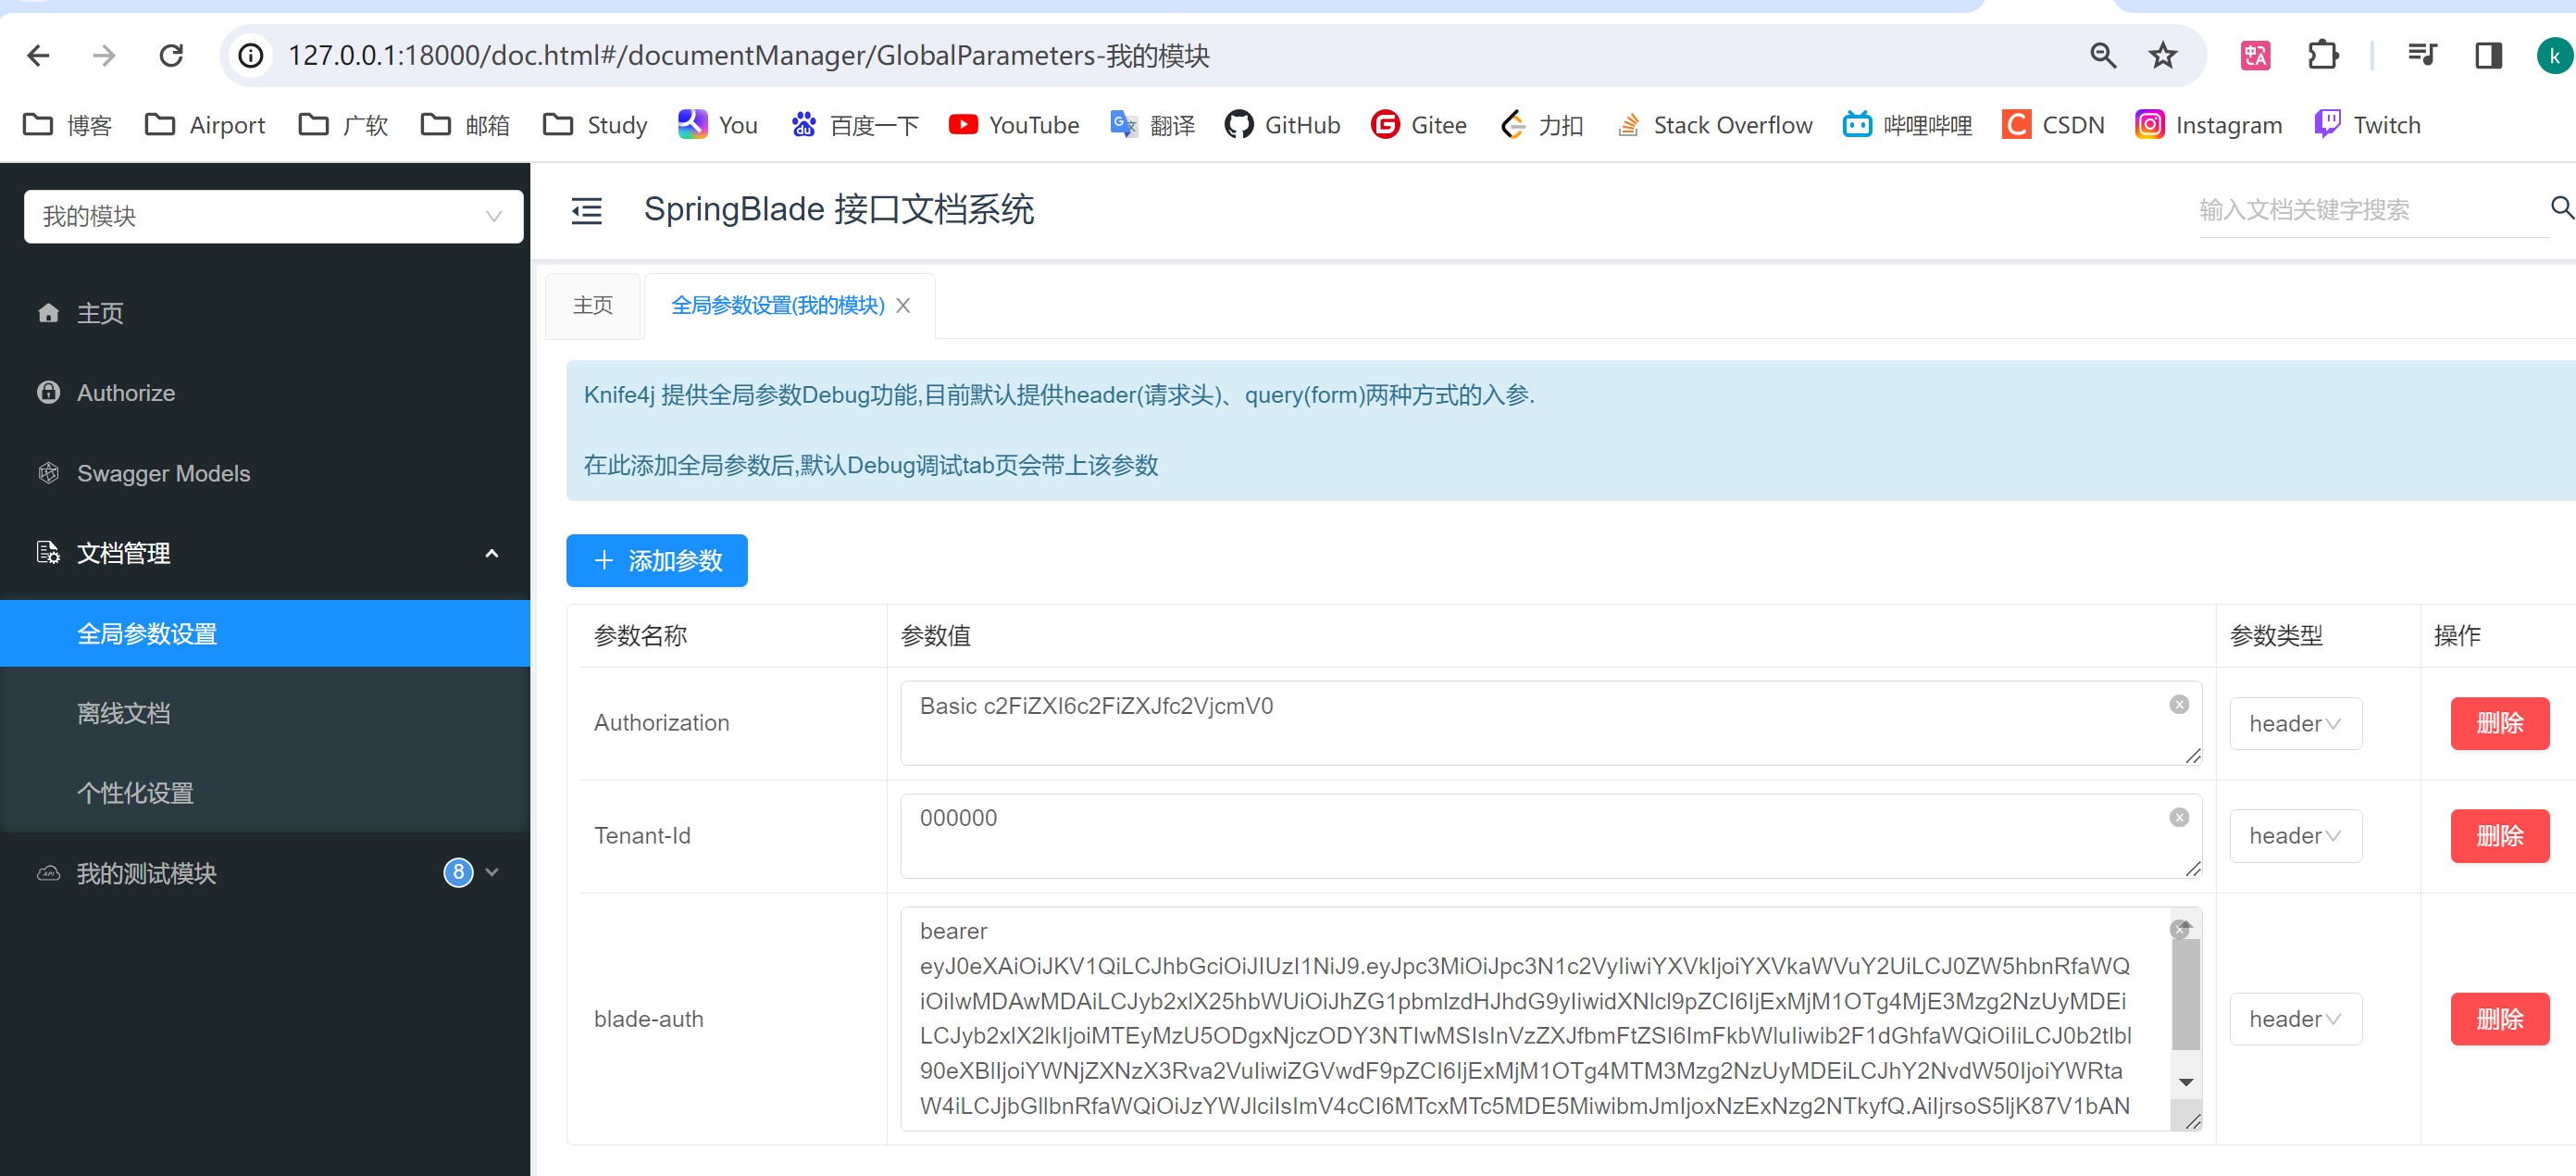 127.0.0.1:18000/doc.html#/documentManager/GlobalParameters-我的模块
k
博客 Airport 广软 邮箱 Study You 百度一下 YouTube 翻译 GitHub Gitee 力扣 Stack Overflow 哔哩哔哩 CSDN Instagram Twitch
我的模块
SpringBlade 接口文档系统
输入文档关键字搜索
主页
Authorize
Swagger Models
文档管理
全局参数设置
离线文档
个性化设置
我的测试模块 8
主页 全局参数设置(我的模块)
Knife4j 提供全局参数Debug功能,目前默认提供header(请求头)、query(form)两种方式的入参.
在此添加全局参数后,默认Debug调试tab页会带上该参数
添加参数
参数名称 参数值 参数类型 操作
Authorization Basic c2FiZXI6c2FiZXJfc2VjcmV0 header 删除
Tenant-Id 000000 header 删除
bearer
eyJ0eXAiOiJKV1QiLCJhbGciOiJIUzI1NiJ9.eyJpc3MiOiJpc3N1c2VyIiwiYXVkIjoiYXVkaWVuY2UiLCJ0ZW5hbnRfaWQ
iOiIwMDAwMDAiLCJyb2xlX25hbWUiOiJhZG1pbmlzdHJhdG9yIiwidXNlcl9pZCI6IjExMjM1OTg4MjE3Mzg2NzUyMDEi
LCJyb2xlX2lkIjoiMTEyMzU5ODgxNjczODY3NTIwMSIsInVzZXJfbmFtZSI6ImFkbWluIiwib2F1dGhfaWQiOiIiLCJ0b2tlbl
90eXBlIjoiYWNjZXNzX3Rva2VuIiwiZGVwdF9pZCI6IjExMjM1OTg4MTM3Mzg2NzUyMDEiLCJhY2NvdW50IjoiYWRta
W4iLCJjbGllbnRfaWQiOiJzYWJlciIsImV4cCI6MTcxMTc5MDE5MiwibmJmIjoxNzExNzg2NTkyfQ.AiIjrsoS5ljK87V1bAN
blade-auth header 删除